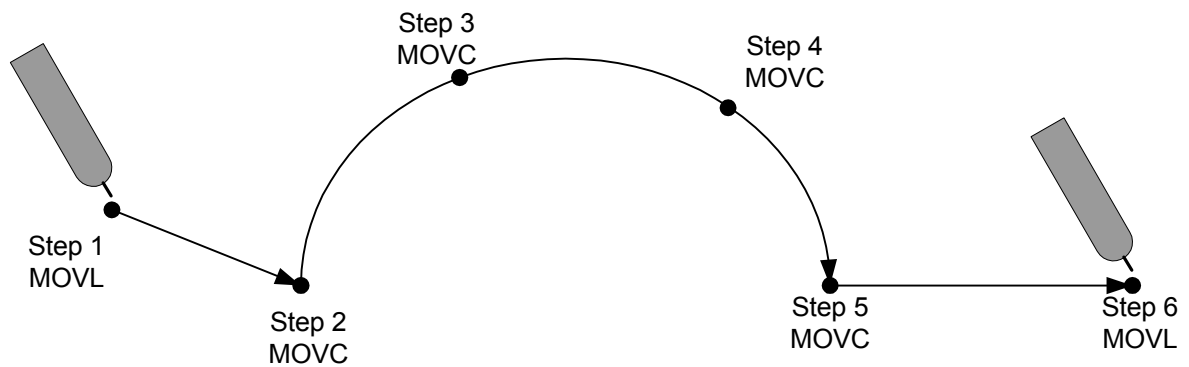 Step 1
MOVL
Step 2
MOVC
Step 3
MOVC
Step 4
MOVC
Step 5
MOVC
Step 6
MOVL